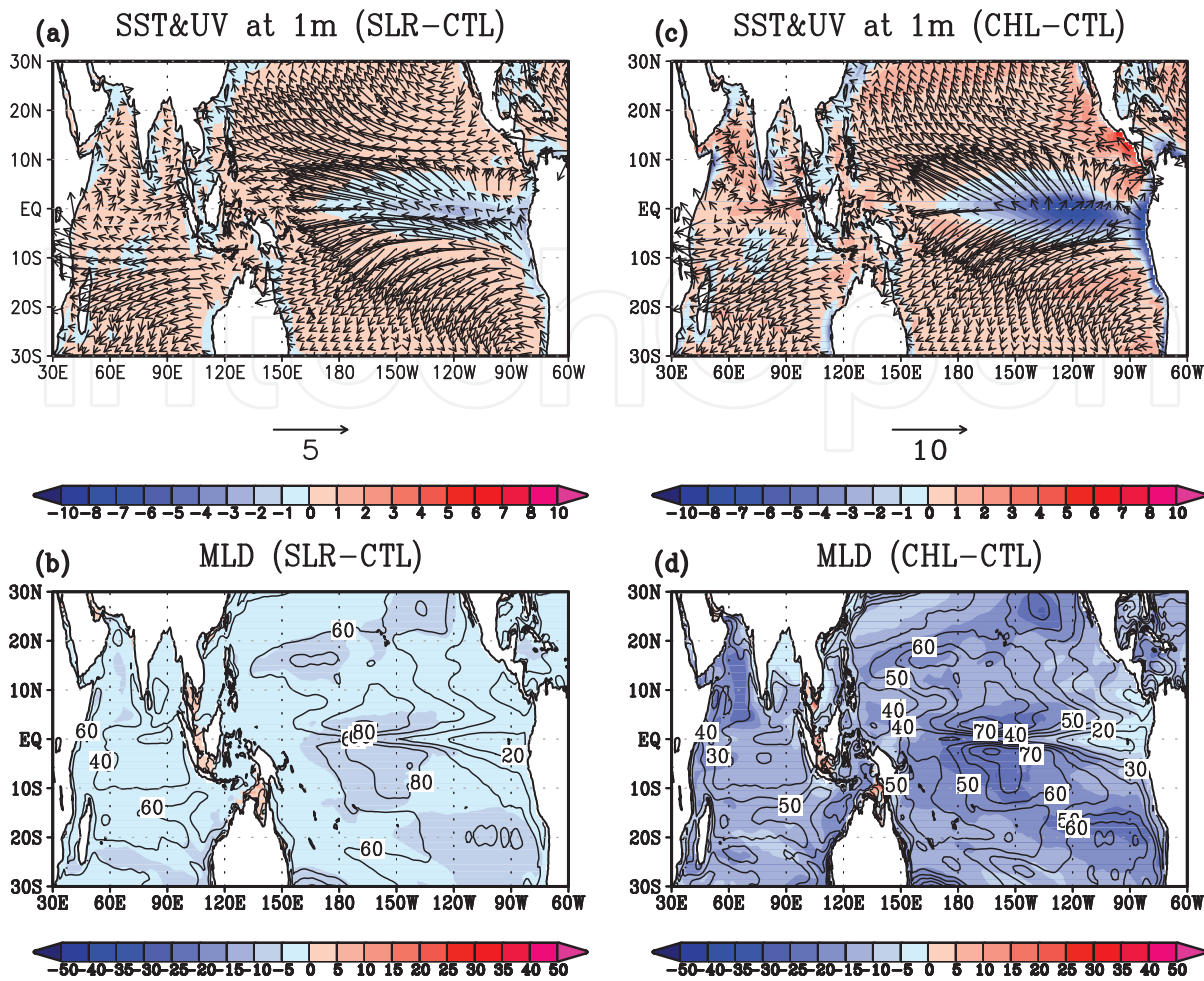 (a) SST&UV at 1m (SLR−CTL)
30N
20N
10N
EQ
10S
20S
30S
30E 60E 90E 120E 150E 180 150W 120W 90W 60W
5
−10 −8 −7 −6 −5 −4 −3 −2 −1 0 1 2 3 4 5 6 7 8 10
(c) SST&UV at 1m (CHL−CTL)
30N
20N
10N
EQ
10S
20S
30S
30E 60E 90E 120E 150E 180 150W 120W 90W 60W
10
−10 −8 −7 −6 −5 −4 −3 −2 −1 0 1 2 3 4 5 6 7 8 10
IntechOpen
(b) MLD (SLR−CTL)
30N
20N
10N
EQ
10S
20S
30S
60
60
80
20
40
80
60
60
30E 60E 90E 120E 150E 180 150W 120W 90W 60W
−50 −40 −35 −30 −25 −20 −15 −10 −5 0 5 10 15 20 25 30 35 40 50
(d) MLD (CHL−CTL)
30N
20N
10N
EQ
10S
20S
30S
60
50
40
50
40
40
70
40
20
30
70
30
50
50
60
50
60
30E 60E 90E 120E 150E 180 150W 120W 90W 60W
−50 −40 −35 −30 −25 −20 −15 −10 −5 0 5 10 15 20 25 30 35 40 50